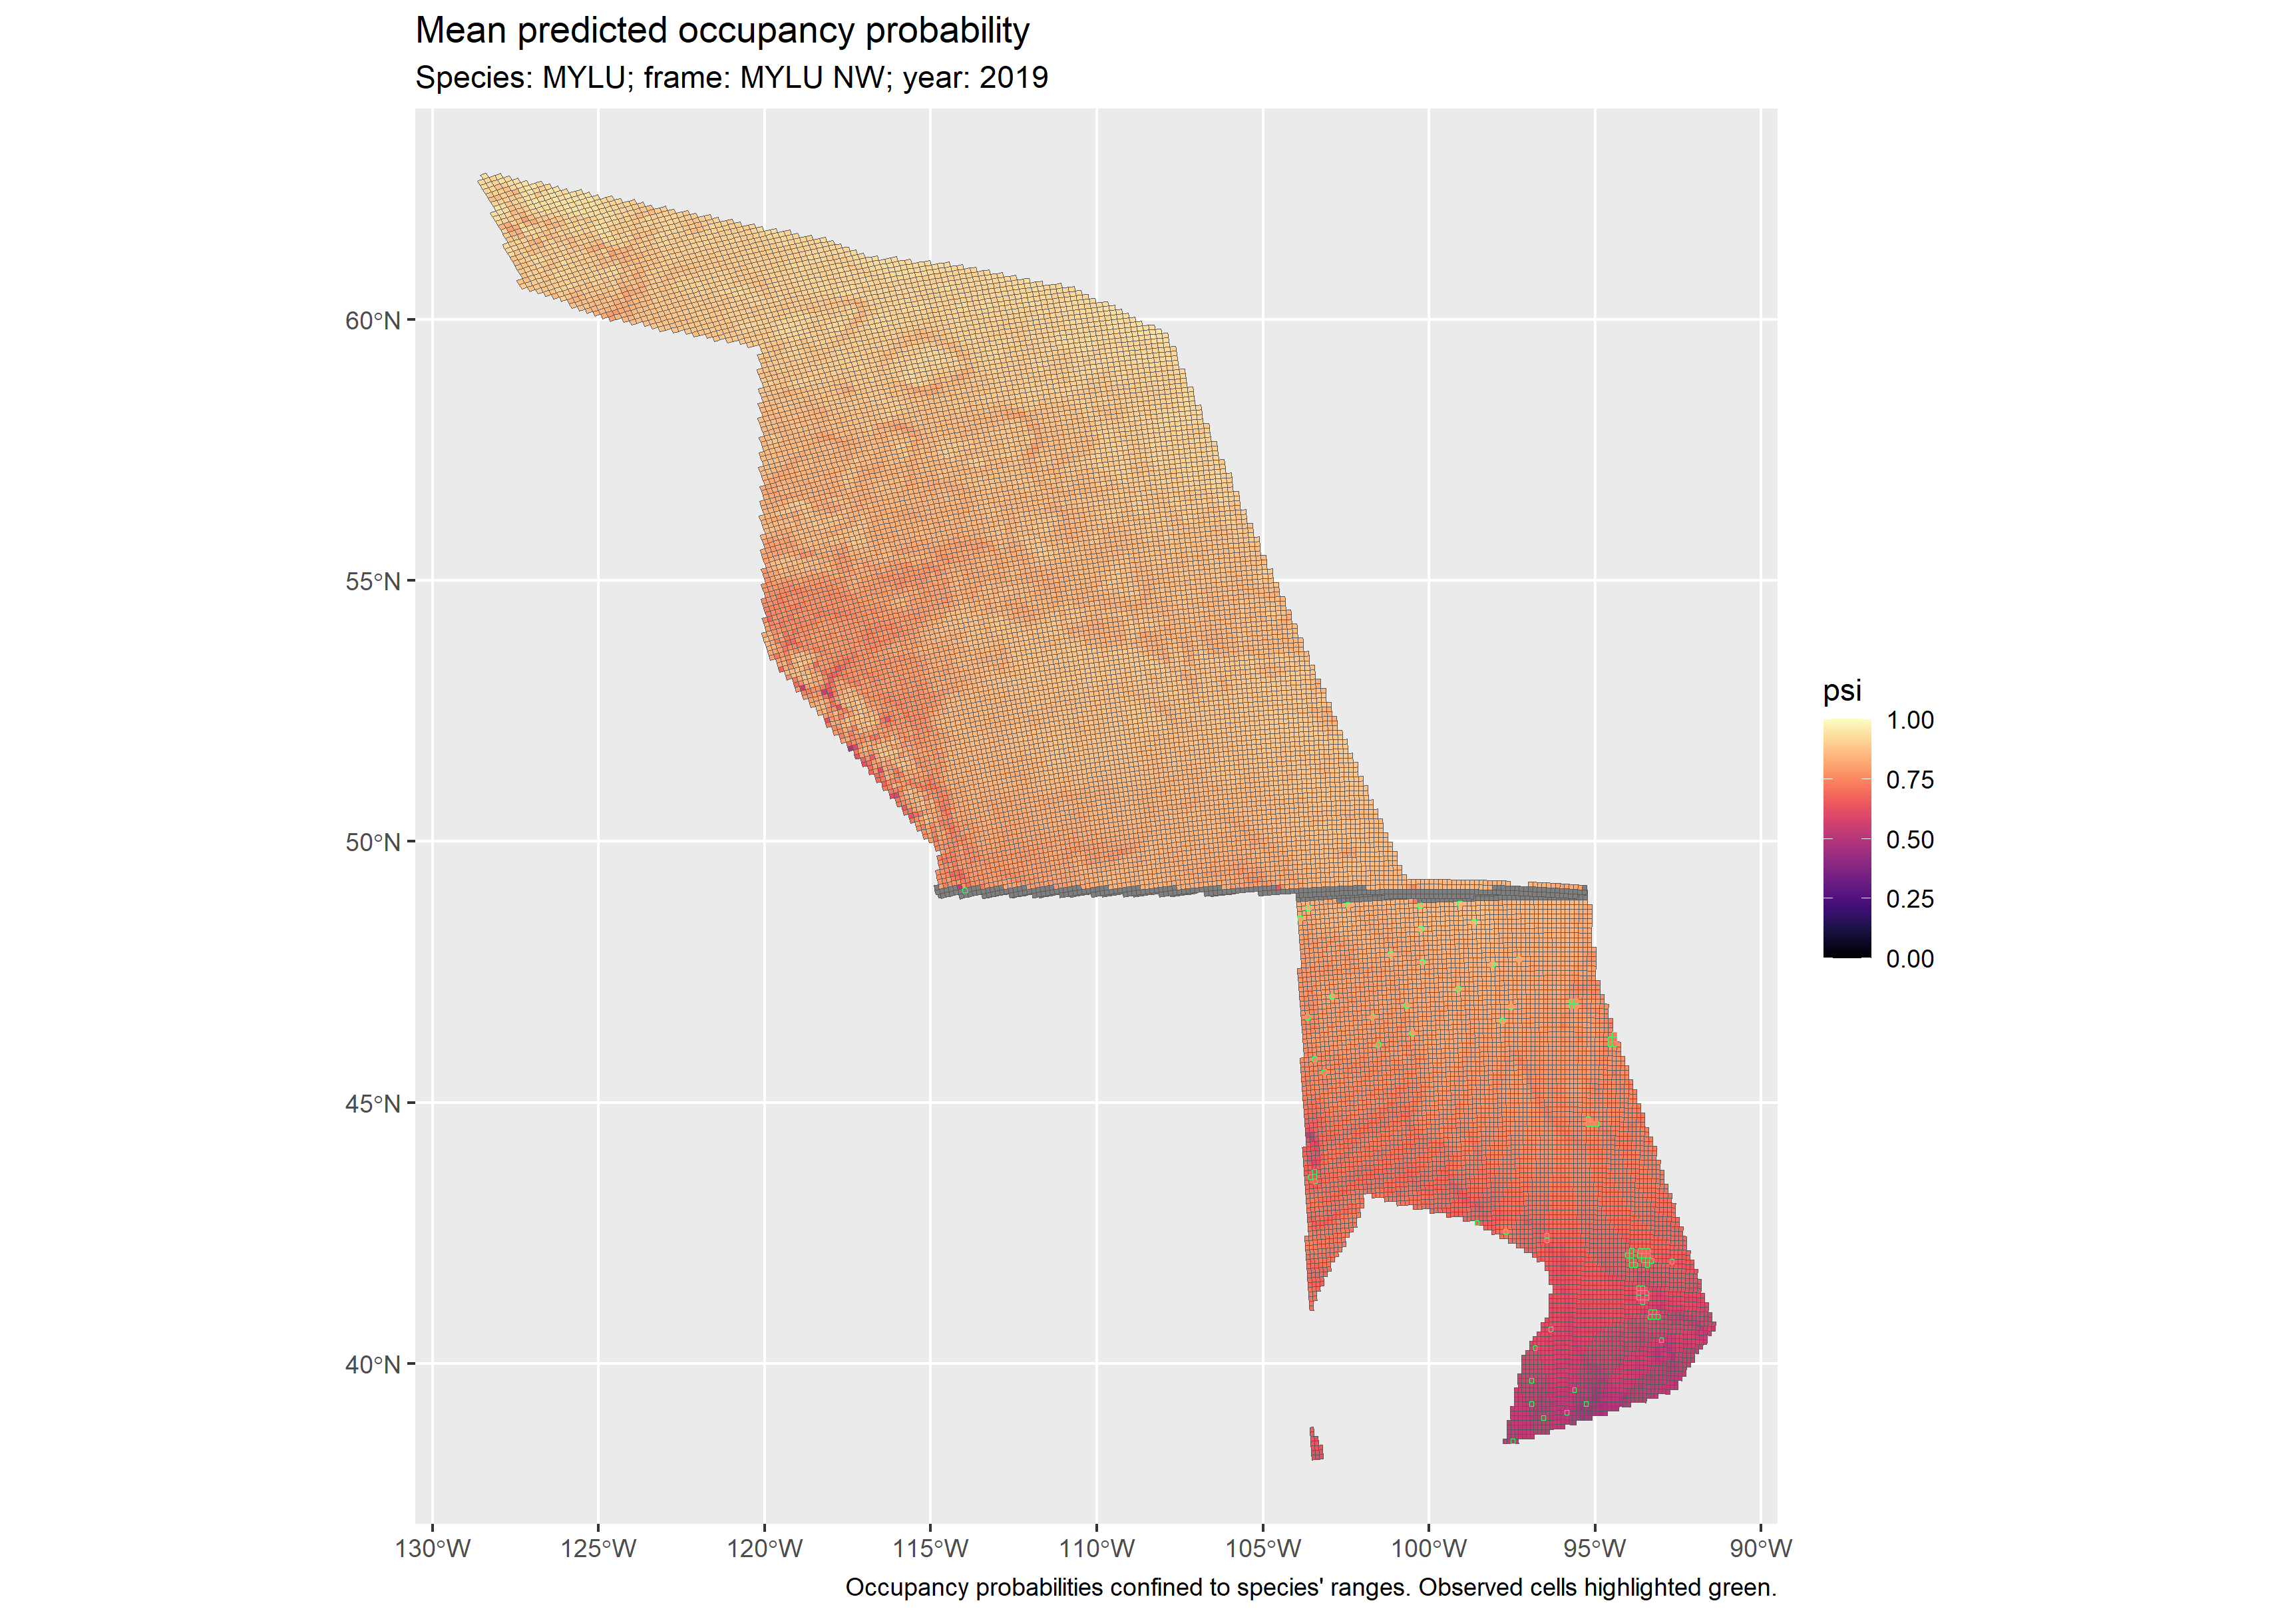 Mean predicted occupancy probability
Species: MYLU; frame: MYLU NW; year: 2019
60°N
55°N
50°N
45°N
40°N
130°W 125°W 120°W 115°W 110°W 105°W 100°W 95°W 90°W
psi
1.00
0.75
0.50
0.25
0.00
Occupancy probabilities confined to species' ranges. Observed cells highlighted green.